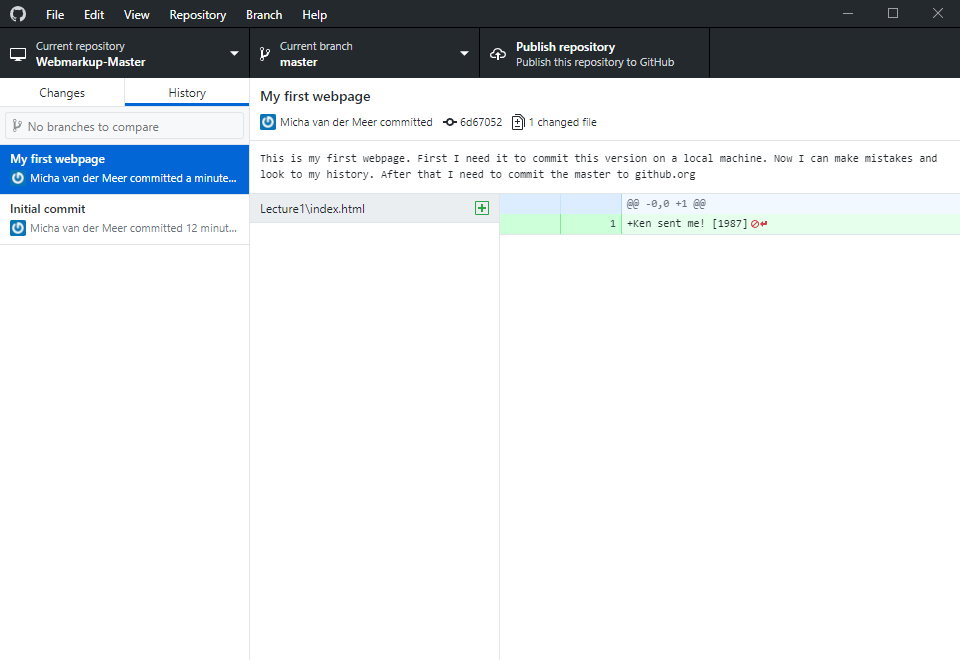 File Edit View Repository Branch Help
Current repository
Webmarkup-Master
Current branch
master
Publish repository
Publish this repository to GitHub
Changes History
No branches to compare
My first webpage
Micha van der Meer committed a minute...
Initial commit
Micha van der Meer committed 12 minut...
My first webpage
Micha van der Meer committed 6d67052 1 changed file
This is my first webpage. First I need it to commit this version on a local machine. Now I can make mistakes and
look to my history. After that I need to commit the master to github.org
Lecture1\index.html
@@ -0,0 +1 @@
1 +Ken sent me! [1987]